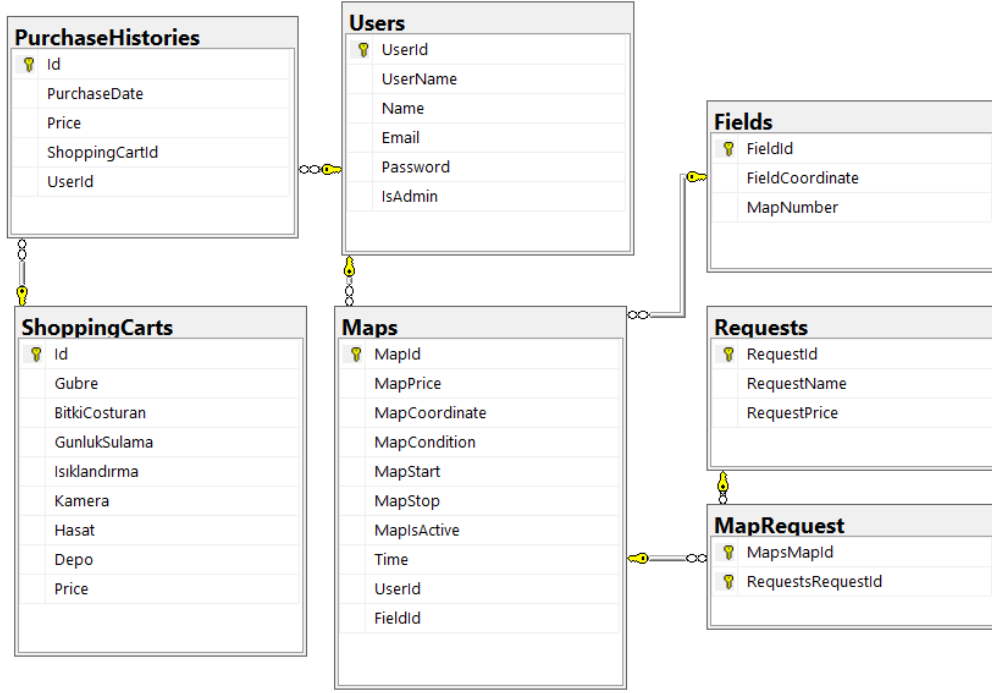 PurchaseHistories
Id
PurchaseDate
Price
ShoppingCartId
UserId
Users
UserId
UserName
Name
Email
Password
IsAdmin
Fields
FieldId
FieldCoordinate
MapNumber
ShoppingCarts
Id
Gubre
BitkiCosturan
GunlukSulama
Isıklandırma
Kamera
Hasat
Depo
Price
Maps
MapId
MapPrice
MapCoordinate
MapCondition
MapStart
MapStop
MapIsActive
Time
UserId
FieldId
Requests
RequestId
RequestName
RequestPrice
MapRequest
MapsMapId
RequestsRequestId